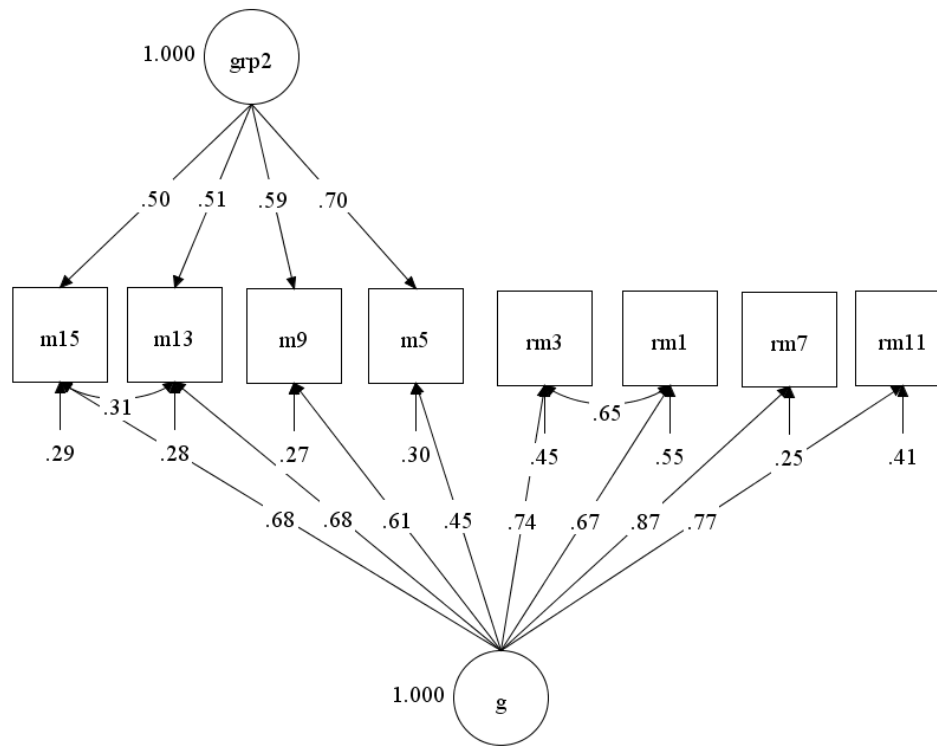 1.000
grp2
.50 .51 .59 .70
m15 m13 m9 m5 rm3 rm1 rm7 rm11
.31 .65
.29 .28 .27 .30 .45 .55 .25 .41
.68 .68 .61 .45 .74 .67 .87 .77
1.000
g